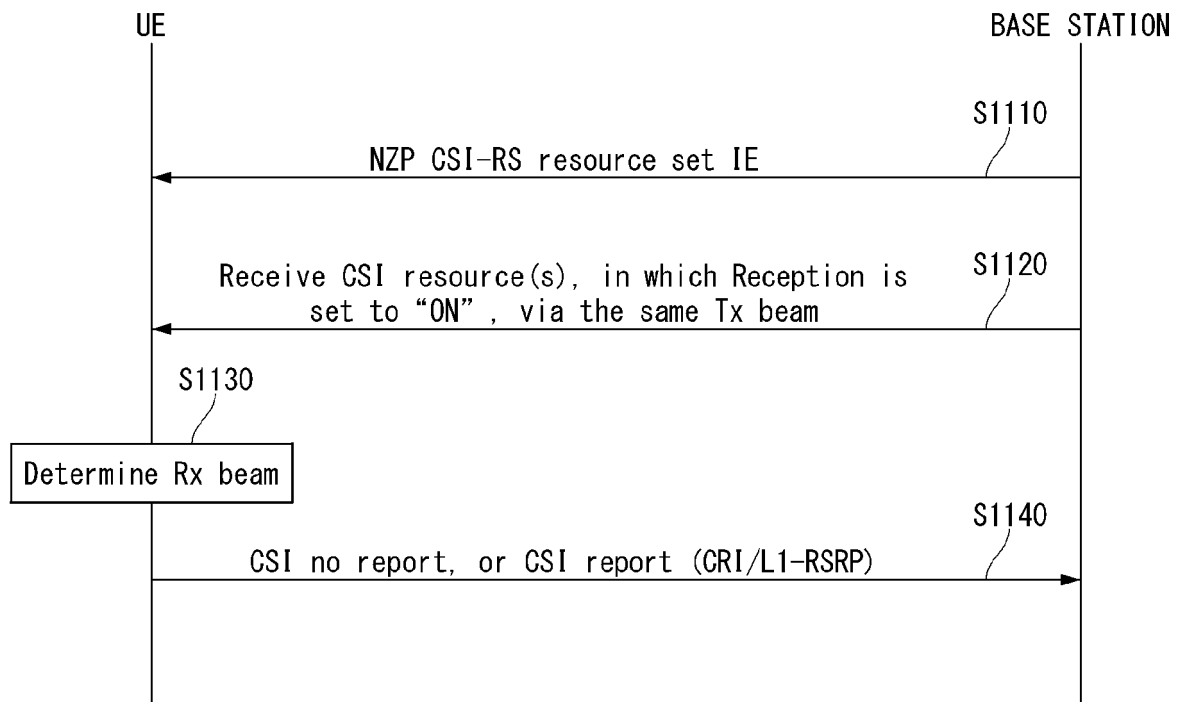 UE
BASE STATION
S1110
NZP CSI-RS resource set IE
S1120
Receive CSI resource(s), in which Reception is
set to “ON”, via the same Tx beam
S1130
Determine Rx beam
S1140
CSI no report, or CSI report (CRI/L1-RSRP)